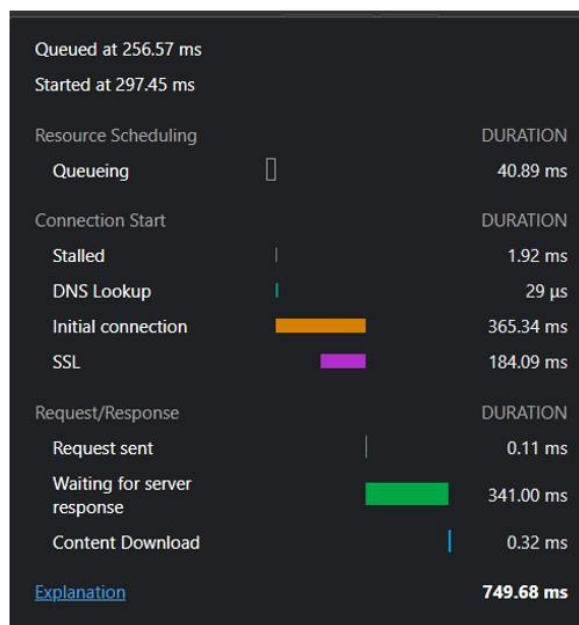 Queued at 256.57 ms
Started at 297.45 ms
Resource Scheduling DURATION
Queueing 40.89 ms
Connection Start DURATION
Stalled 1.92 ms
DNS Lookup 29 μs
Initial connection 365.34 ms
SSL 184.09 ms
Request/Response DURATION
Request sent 0.11 ms
Waiting for server
response 341.00 ms
Content Download 0.32 ms
Explanation 749.68 ms